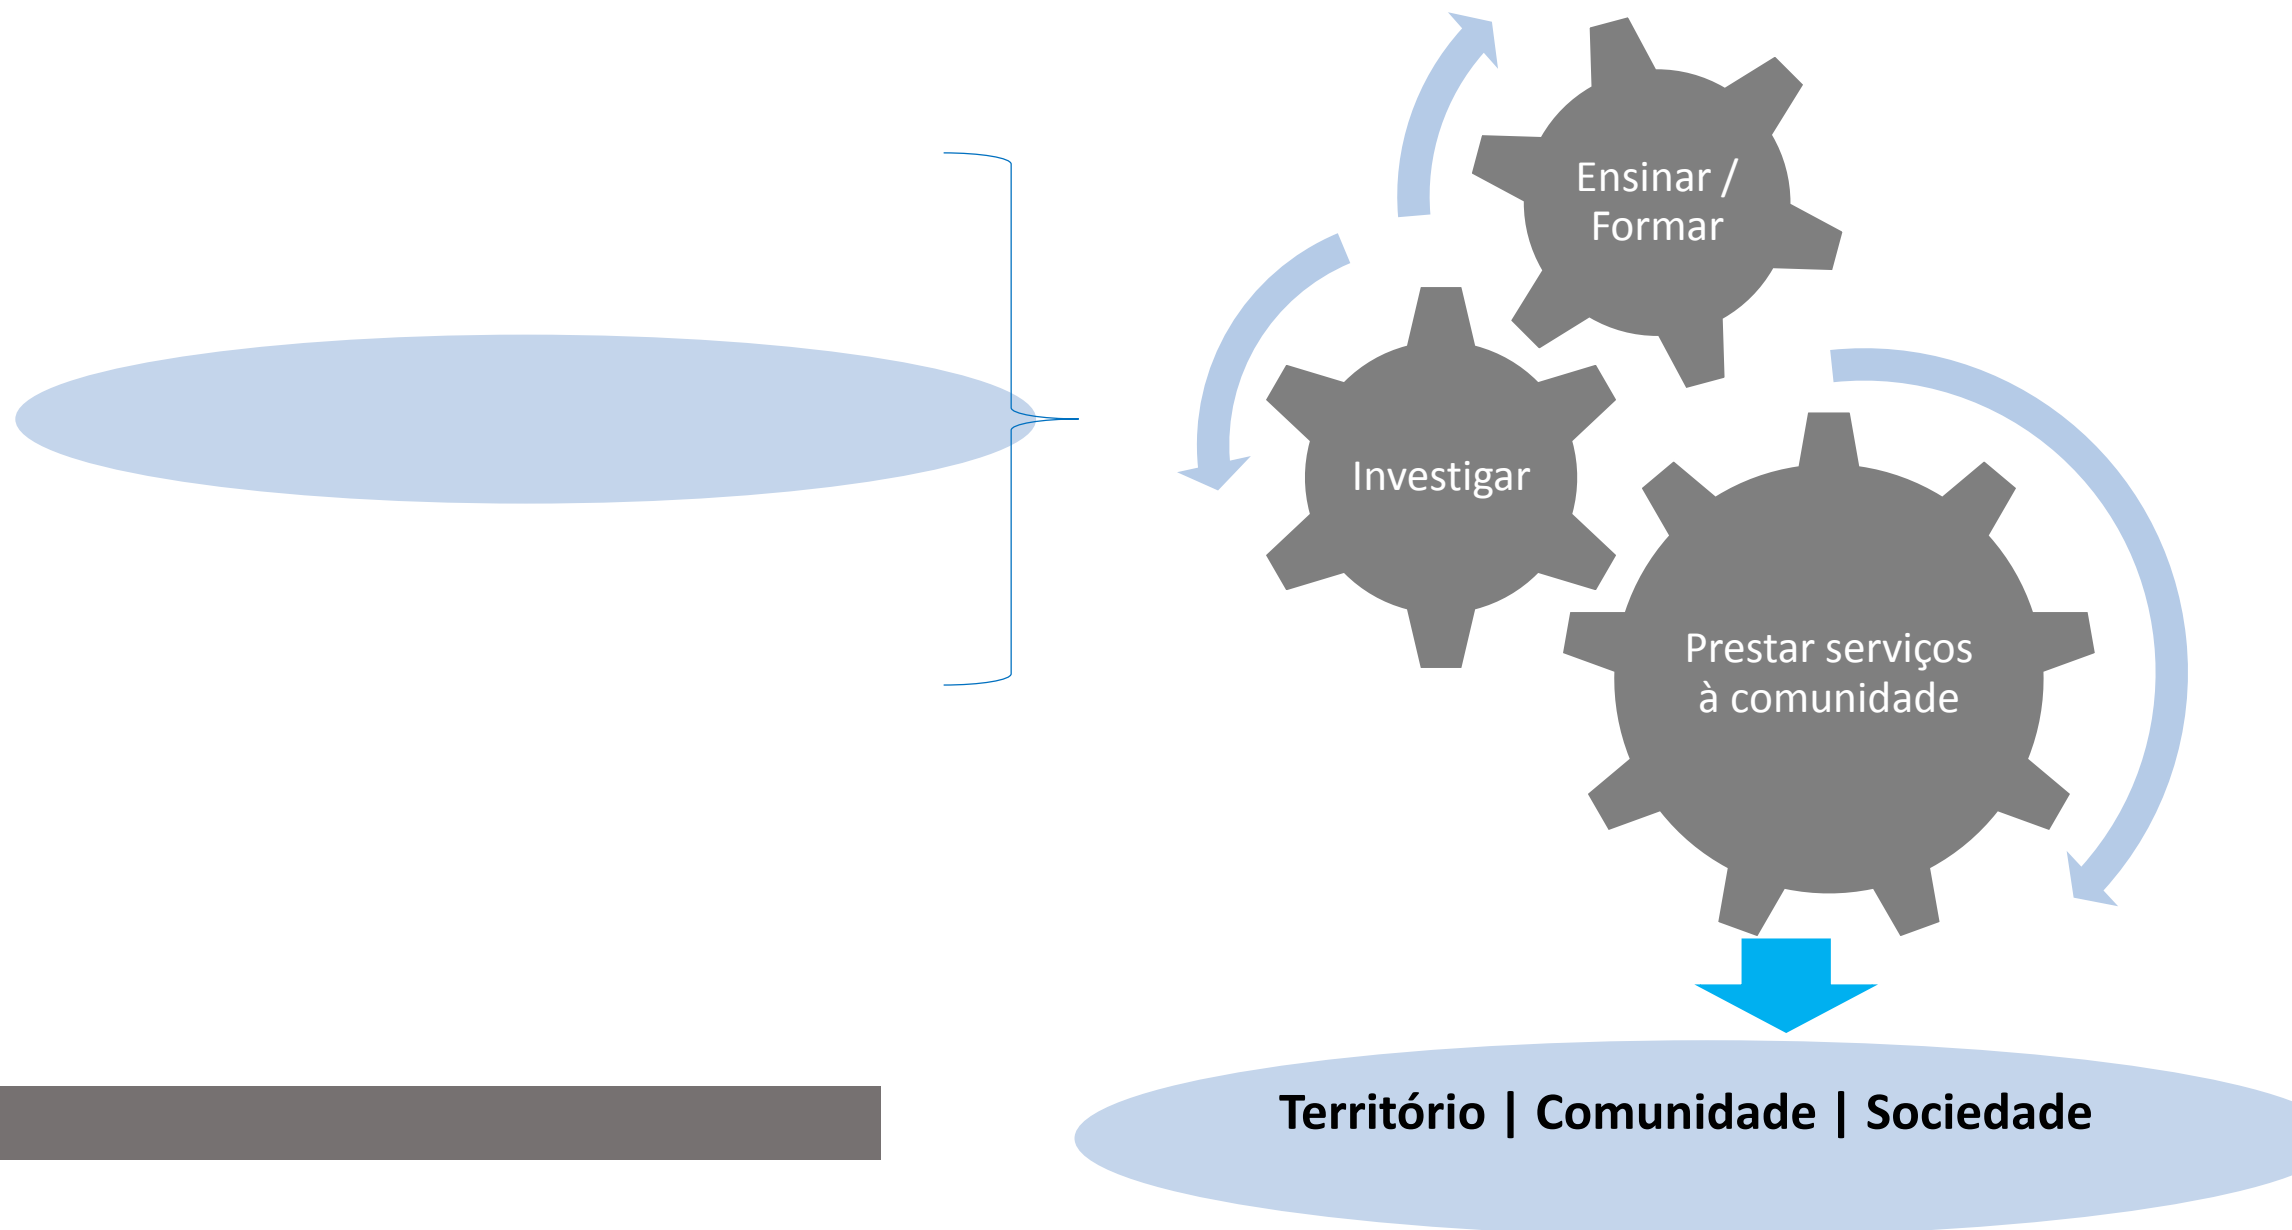 Ensinar /
Formar
Investigar
Prestar serviços
à comunidade
Território | Comunidade | Sociedade